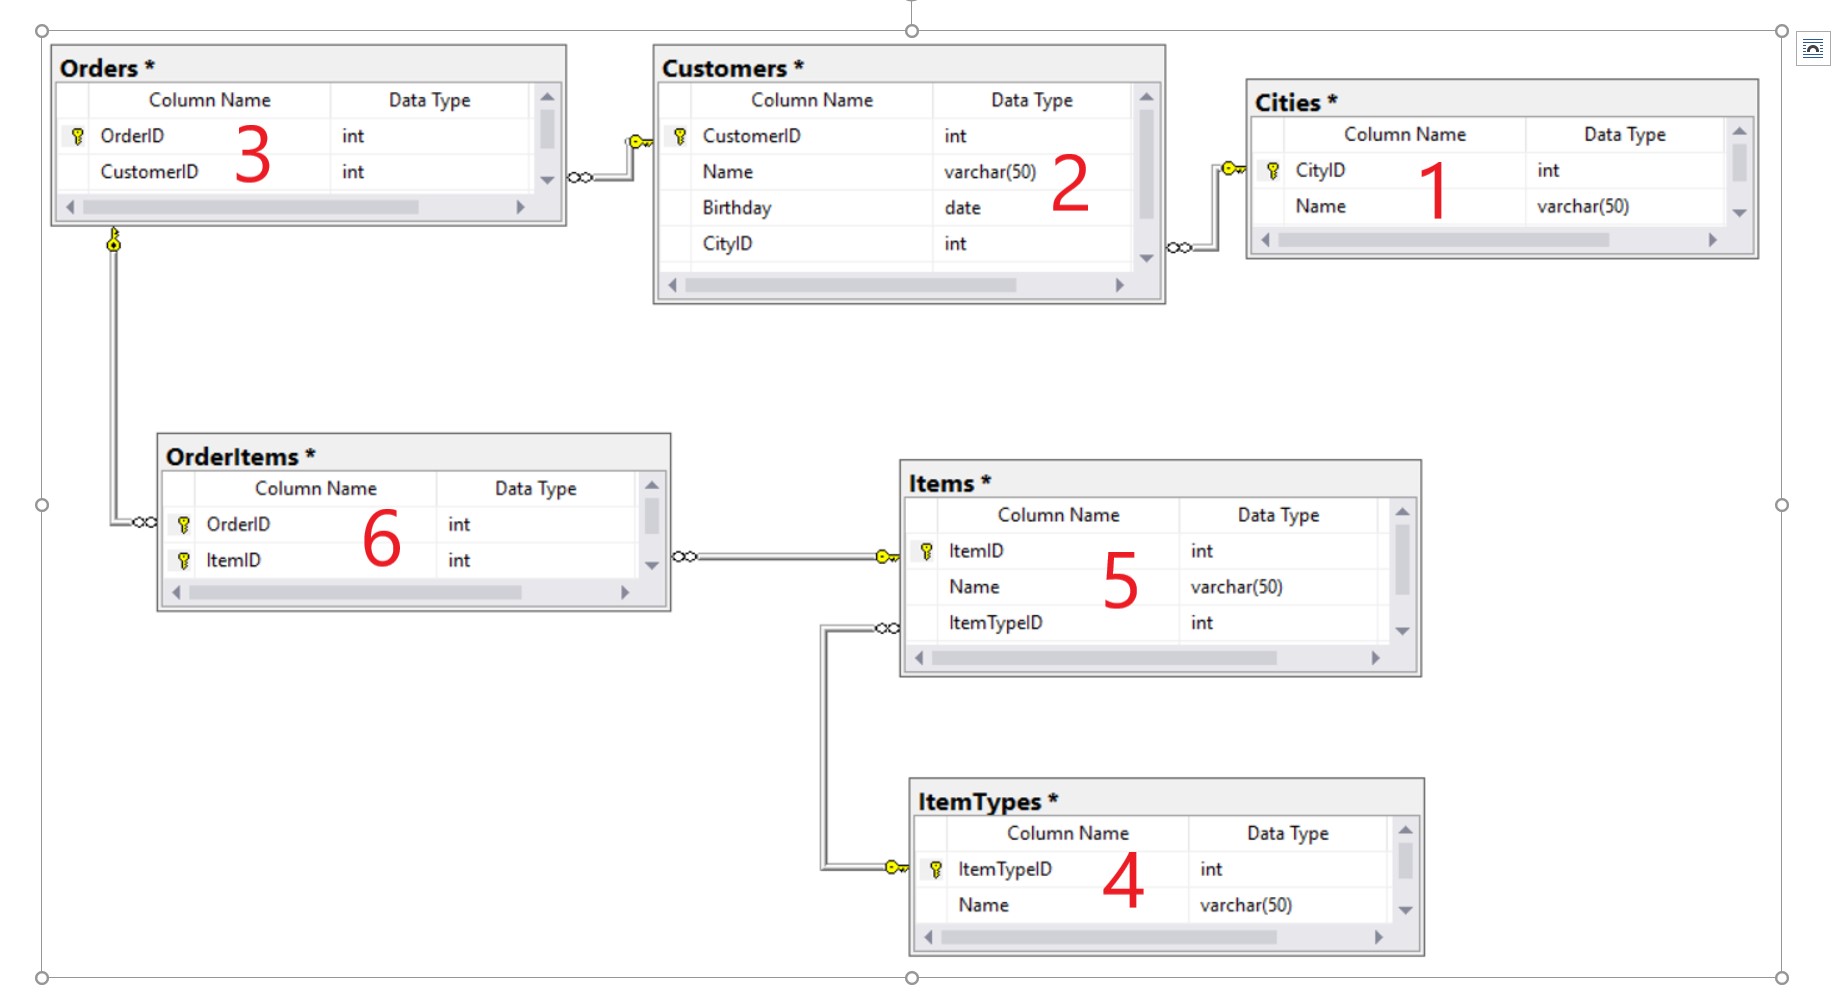 Orders *
Column Name Data Type
OrderID int
CustomerID int
3
Customers *
Column Name Data Type
CustomerID int
Name varchar(50)
Birthday date
CityID int
2
Cities *
Column Name Data Type
CityID int
Name varchar(50)
1
OrderItems *
Column Name Data Type
OrderID int
ItemID int
6
Items *
Column Name Data Type
ItemID int
Name varchar(50)
ItemTypeID int
5
ItemTypes *
Column Name Data Type
ItemTypeID int
Name varchar(50)
4